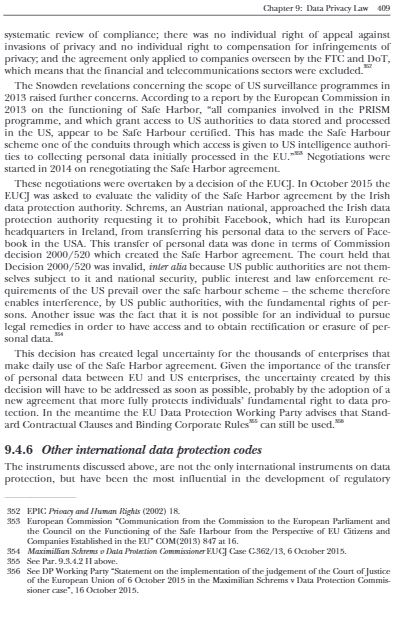 Chapter 9: Data Privacy Law 409
systematic review of compliance; there was no individual right of appeal against
invasions of privacy and no individual right to compensation for infringements of
privacy; and the agreement only applied to companies overseen by the FTC and DoT,
which means that the financial and telecommunications sectors were excluded.352
The Snowden revelations concerning the scope of US surveillance programmes in
2013 raised further concerns. According to a report by the European Commission in
2013 on the functioning of Safe Harbor, “all companies involved in the PRISM
programme, and which grant access to US authorities to data stored and processed
in the US, appear to be Safe Harbour certified. This has made the Safe Harbour
scheme one of the conduits through which access is given to US intelligence authori-
ties to collecting personal data initially processed in the EU.”353 Negotiations were
started in 2014 on renegotiating the Safe Harbor agreement.
These negotiations were overtaken by a decision of the EUCJ. In October 2015 the
EUCJ was asked to evaluate the validity of the Safe Harbor agreement by the Irish
data protection authority. Schrems, an Austrian national, approached the Irish data
protection authority requesting it to prohibit Facebook, which had its European
headquarters in Ireland, from transferring his personal data to the servers of Face-
book in the USA. This transfer of personal data was done in terms of Commission
decision 2000/520 which created the Safe Harbor agreement. The court held that
Decision 2000/520 was invalid, inter alia because US public authorities are not them-
selves subject to it and national security, public interest and law enforcement re-
quirements of the US prevail over the safe harbour scheme – the scheme therefore
enables interference, by US public authorities, with the fundamental rights of per-
sons. Another issue was the fact that it is not possible for an individual to pursue
legal remedies in order to have access and to obtain rectification or erasure of per-
sonal data.354
This decision has created legal uncertainty for the thousands of enterprises that
make daily use of the Safe Harbor agreement. Given the importance of the transfer
of personal data between EU and US enterprises, the uncertainty created by this
decision will have to be addressed as soon as possible, probably by the adoption of a
new agreement that more fully protects individuals’ fundamental right to data pro-
tection. In the meantime the EU Data Protection Working Party advises that Stand-
ard Contractual Clauses and Binding Corporate Rules355 can still be used.356
9.4.6 Other international data protection codes
The instruments discussed above, are not the only international instruments on data
protection, but have been the most influential in the development of regulatory
352 EPIC Privacy and Human Rights (2002) 18.
353 European Commission “Communication from the Commission to the European Parliament and
the Council on the Functioning of the Safe Harbour from the Perspective of EU Citizens and
Companies Established in the EU” COM(2013) 847 at 16.
354 Maximillian Schrems v Data Protection Commissioner EUCJ Case C-362/13, 6 October 2015.
355 See Par. 9.3.4.2 H above.
356 See DP Working Party “Statement on the implementation of the judgement of the Court of Justice
of the European Union of 6 October 2015 in the Maximilian Schrems v Data Protection Commis-
sioner case”, 16 October 2015.